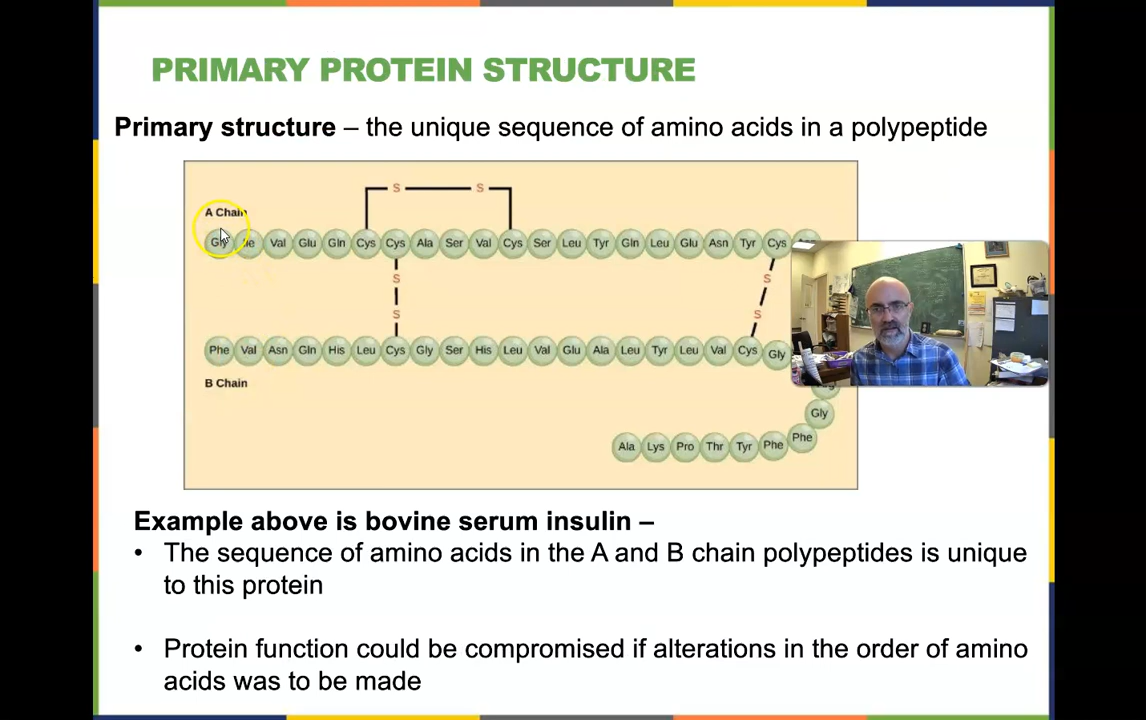 PRIMARY PROTEIN STRUCTURE
Primary structure – the unique sequence of amino acids in a polypeptide
S S
A Chain
Gly Val Glu Gln Cys Cys Ala Ser Val Cys Ser Leu Tyr Gln Leu Glu Asn Tyr Cys
S S
S S
Phe Val Asn Gln His Leu Cys Gly Ser His Leu Val Glu Ala Leu Tyr Leu Val Cys Gly
B Chain
Gly
Ala Lys Pro Thr Tyr Phe Phe
Example above is bovine serum insulin –
• The sequence of amino acids in the A and B chain polypeptides is unique
to this protein
• Protein function could be compromised if alterations in the order of amino
acids was to be made